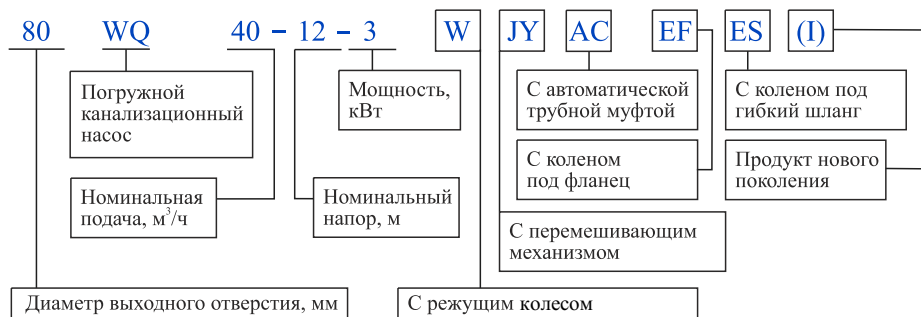 80 WQ 40 – 12 – 3 W JY AC EF ES (I)
Погружной
канализационный
насос
Мощность,
кВт
С автоматической
трубной муфтой
С коленом под
гибкий шланг
С коленом
под фланец
Продукт нового
поколения
Номинальная
подача, м³/ч
Номинальный
напор, м
С перемешивающим
механизмом
Диаметр выходного отверстия, мм
С режущим колесом